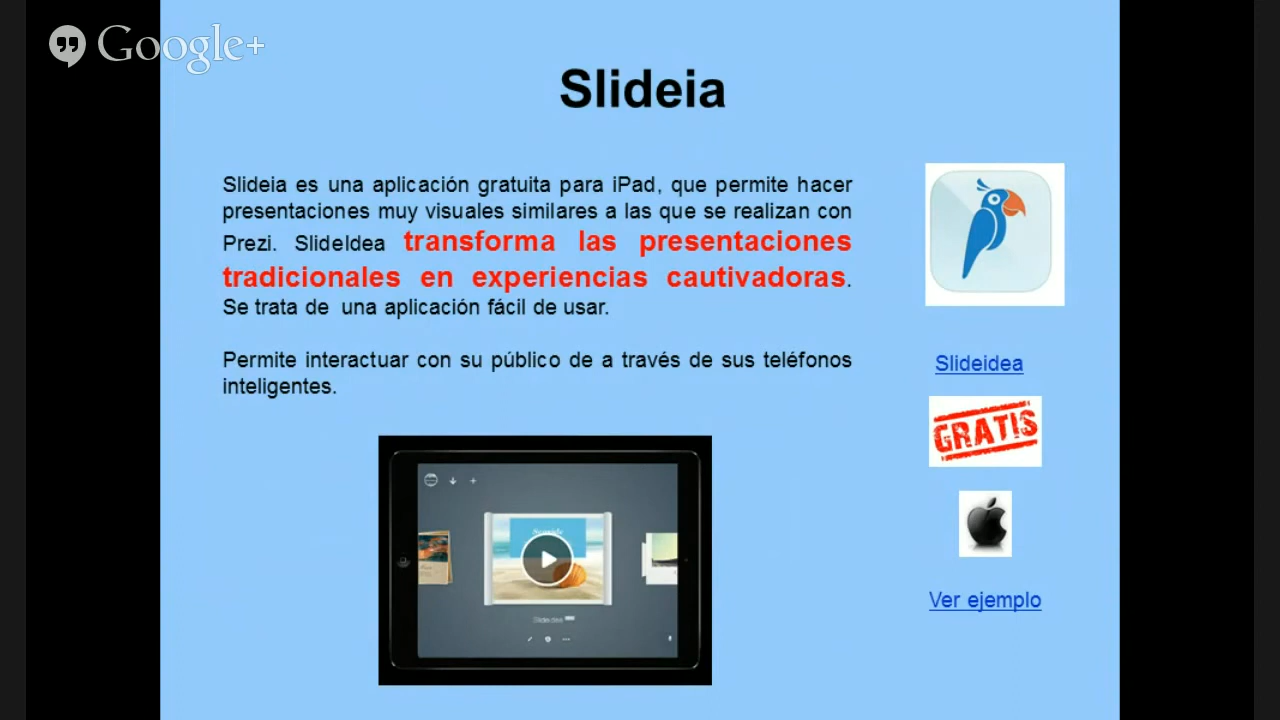 Google+
Slideia
Slideia es una aplicación gratuita para iPad, que permite hacer
presentaciones muy visuales similares a las que se realizan con
Prezi. SlideIdea transforma las presentaciones
tradicionales en experiencias cautivadoras.
Se trata de una aplicación fácil de usar.
Permite interactuar con su público de a través de sus teléfonos
inteligentes.
Slideidea
GRATIS
Ver ejemplo